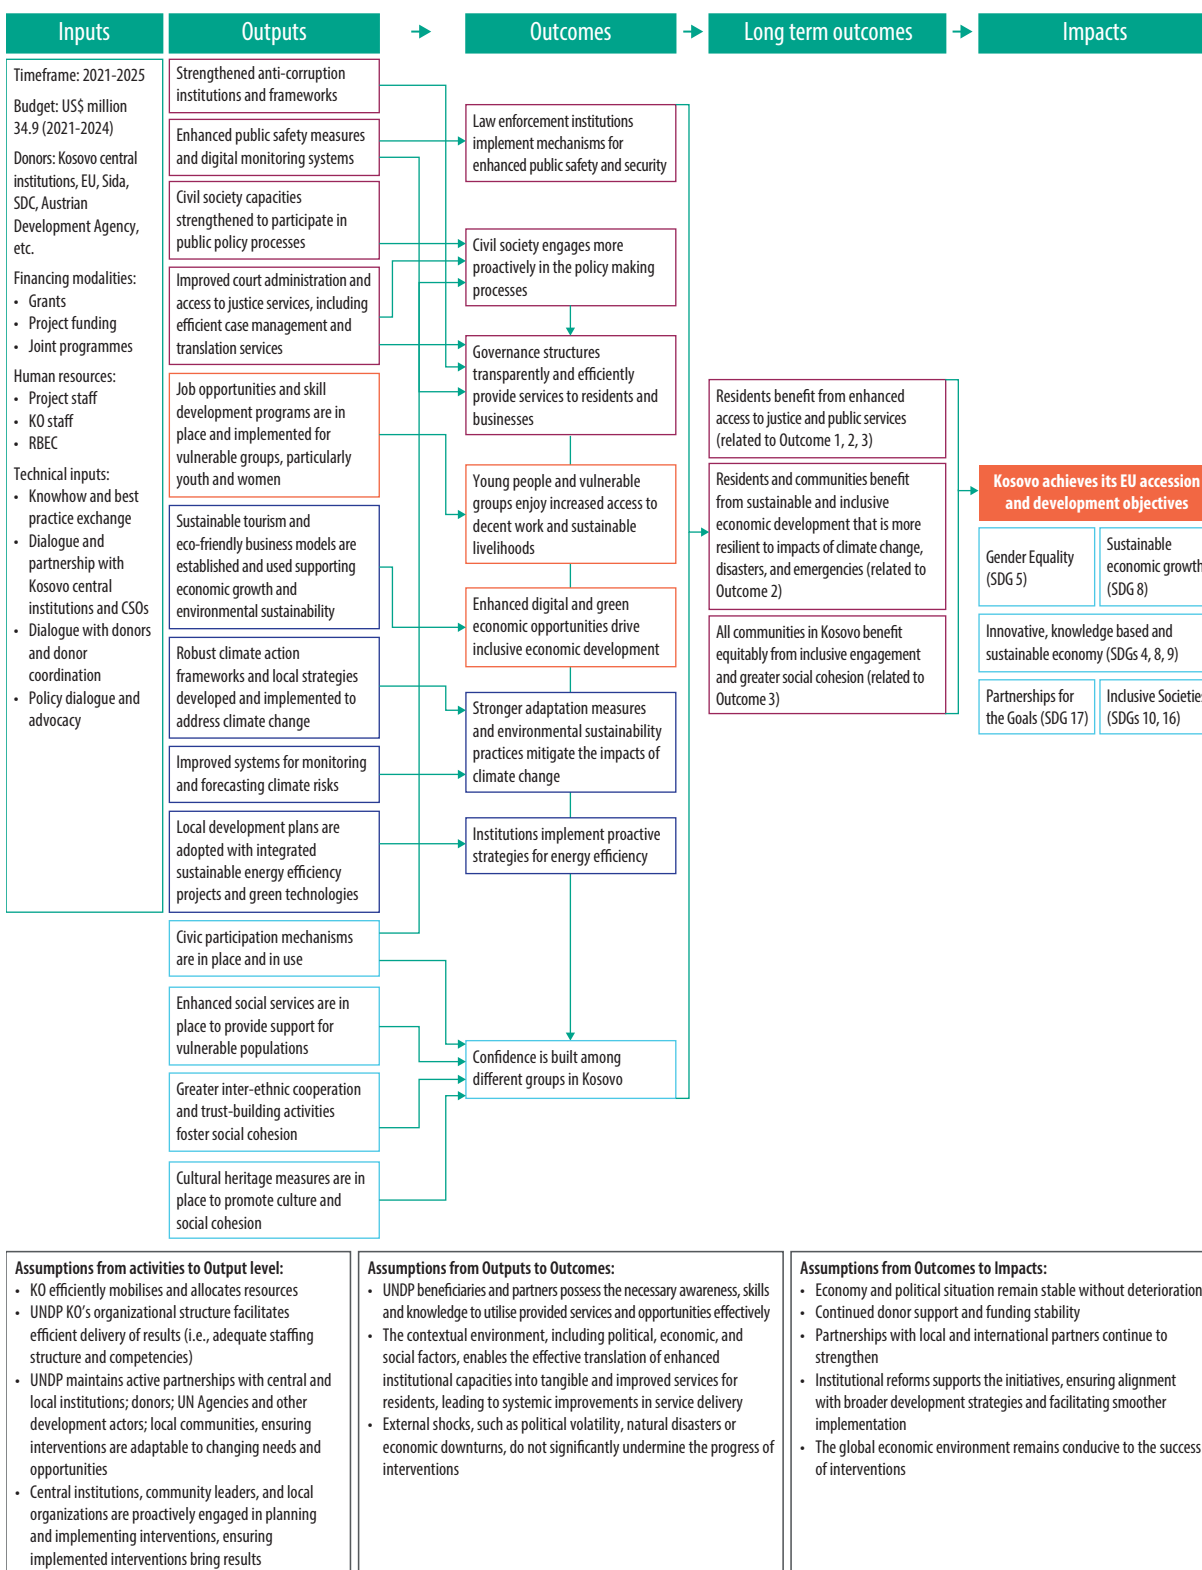 Inputs
Outputs
Outcomes
Long term outcomes
Impacts
Timeframe: 2021-2025
Budget: US$ million
34.9 (2021-2024)
Donors: Kosovo central
institutions, EU, Sida,
SDC, Austrian
Development Agency,
etc.
Financing modalities:
• Grants
• Project funding
• Joint programmes
Human resources:
• Project staff
• KO staff
• RBEC
Technical inputs:
• Knowhow and best
practice exchange
• Dialogue and
partnership with
Kosovo central
institutions and CSOs
• Dialogue with donors
and donor
coordination
• Policy dialogue and
advocacy
Strengthened anti-corruption
institutions and frameworks
Enhanced public safety measures
and digital monitoring systems
Civil society capacities
strengthened to participate in
public policy processes
Improved court administration and
access to justice services, including
efficient case management and
translation services
Job opportunities and skill
development programs are in
place and implemented for
vulnerable groups, particularly
youth and women
Sustainable tourism and
eco-friendly business models are
established and used supporting
economic growth and
environmental sustainability
Robust climate action
frameworks and local strategies
developed and implemented to
address climate change
Improved systems for monitoring
and forecasting climate risks
Local development plans are
adopted with integrated
sustainable energy efficiency
projects and green technologies
Civic participation mechanisms
are in place and in use
Enhanced social services are in
place to provide support for
vulnerable populations
Greater inter-ethnic cooperation
and trust-building activities
foster social cohesion
Cultural heritage measures are in
place to promote culture and
social cohesion
Law enforcement institutions
implement mechanisms for
enhanced public safety and security
Civil society engages more
proactively in the policy making
processes
Governance structures
transparently and efficiently
provide services to residents and
businesses
Young people and vulnerable
groups enjoy increased access to
decent work and sustainable
livelihoods
Enhanced digital and green
economic opportunities drive
inclusive economic development
Stronger adaptation measures
and environmental sustainability
practices mitigate the impacts of
climate change
Institutions implement proactive
strategies for energy efficiency
Confidence is built among
different groups in Kosovo
Residents benefit from enhanced
access to justice and public services
(related to Outcome 1, 2, 3)
Residents and communities benefit
from sustainable and inclusive
economic development that is more
resilient to impacts of climate change,
disasters, and emergencies (related to
Outcome 2)
All communities in Kosovo benefit
equitably from inclusive engagement
and greater social cohesion (related to
Outcome 3)
Kosovo achieves its EU accession
and development objectives
Gender Equality
(SDG 5)
Sustainable
economic growth
(SDG 8)
Innovative, knowledge based and
sustainable economy (SDGs 4, 8, 9)
Partnerships for
the Goals (SDG 17)
Inclusive Societies
(SDGs 10, 16)
Assumptions from activities to Output level:
• KO efficiently mobilises and allocates resources
• UNDP KO's organizational structure facilitates
efficient delivery of results (i.e., adequate staffing
structure and competencies)
• UNDP maintains active partnerships with central and
local institutions; donors; UN Agencies and other
development actors; local communities, ensuring
interventions are adaptable to changing needs and
opportunities
• Central institutions, community leaders, and local
organizations are proactively engaged in planning
and implementing interventions, ensuring
implemented interventions bring results
Assumptions from Outputs to Outcomes:
• UNDP beneficiaries and partners possess the necessary awareness, skills
and knowledge to utilise provided services and opportunities effectively
• The contextual environment, including political, economic, and
social factors, enables the effective translation of enhanced
institutional capacities into tangible and improved services for
residents, leading to systemic improvements in service delivery
• External shocks, such as political volatility, natural disasters or
economic downturns, do not significantly undermine the progress of
interventions
Assumptions from Outcomes to Impacts:
• Economy and political situation remain stable without deterioration
• Continued donor support and funding stability
• Partnerships with local and international partners continue to
strengthen
• Institutional reforms supports the initiatives, ensuring alignment
with broader development strategies and facilitating smoother
implementation
• The global economic environment remains conducive to the success
of interventions